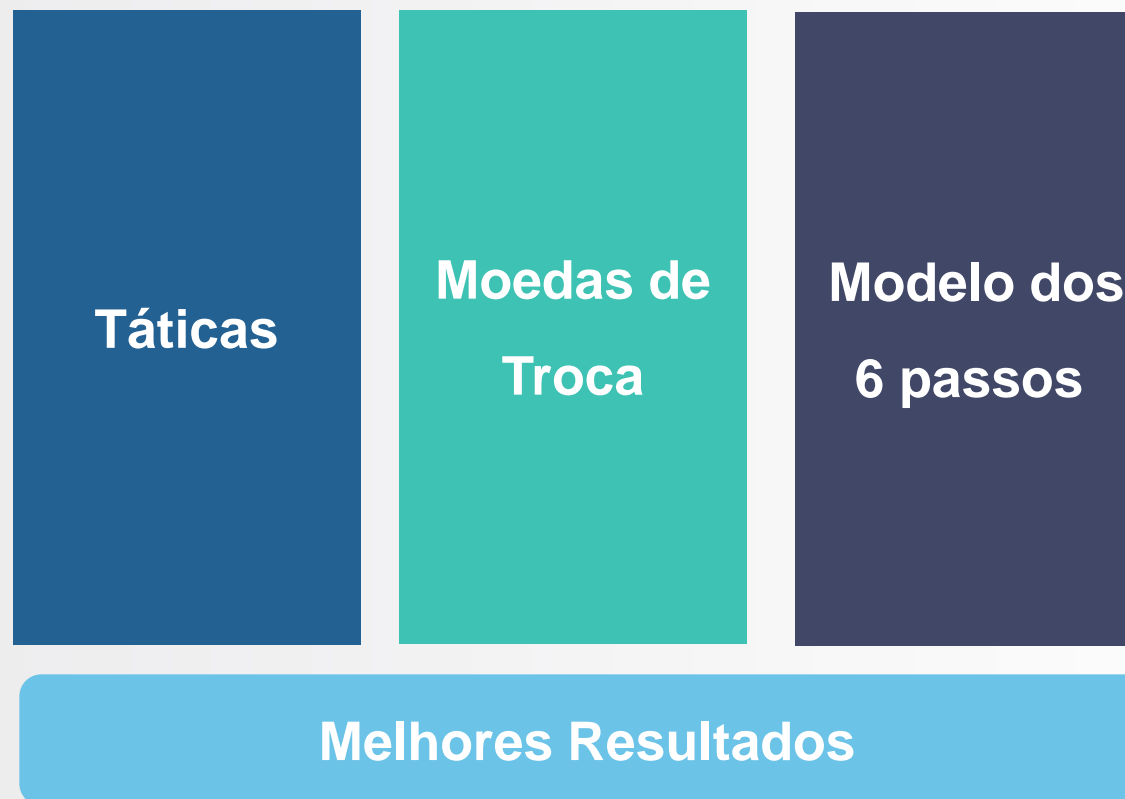 Táticas
Moedas de
Troca
Modelo dos
6 passos
Melhores Resultados